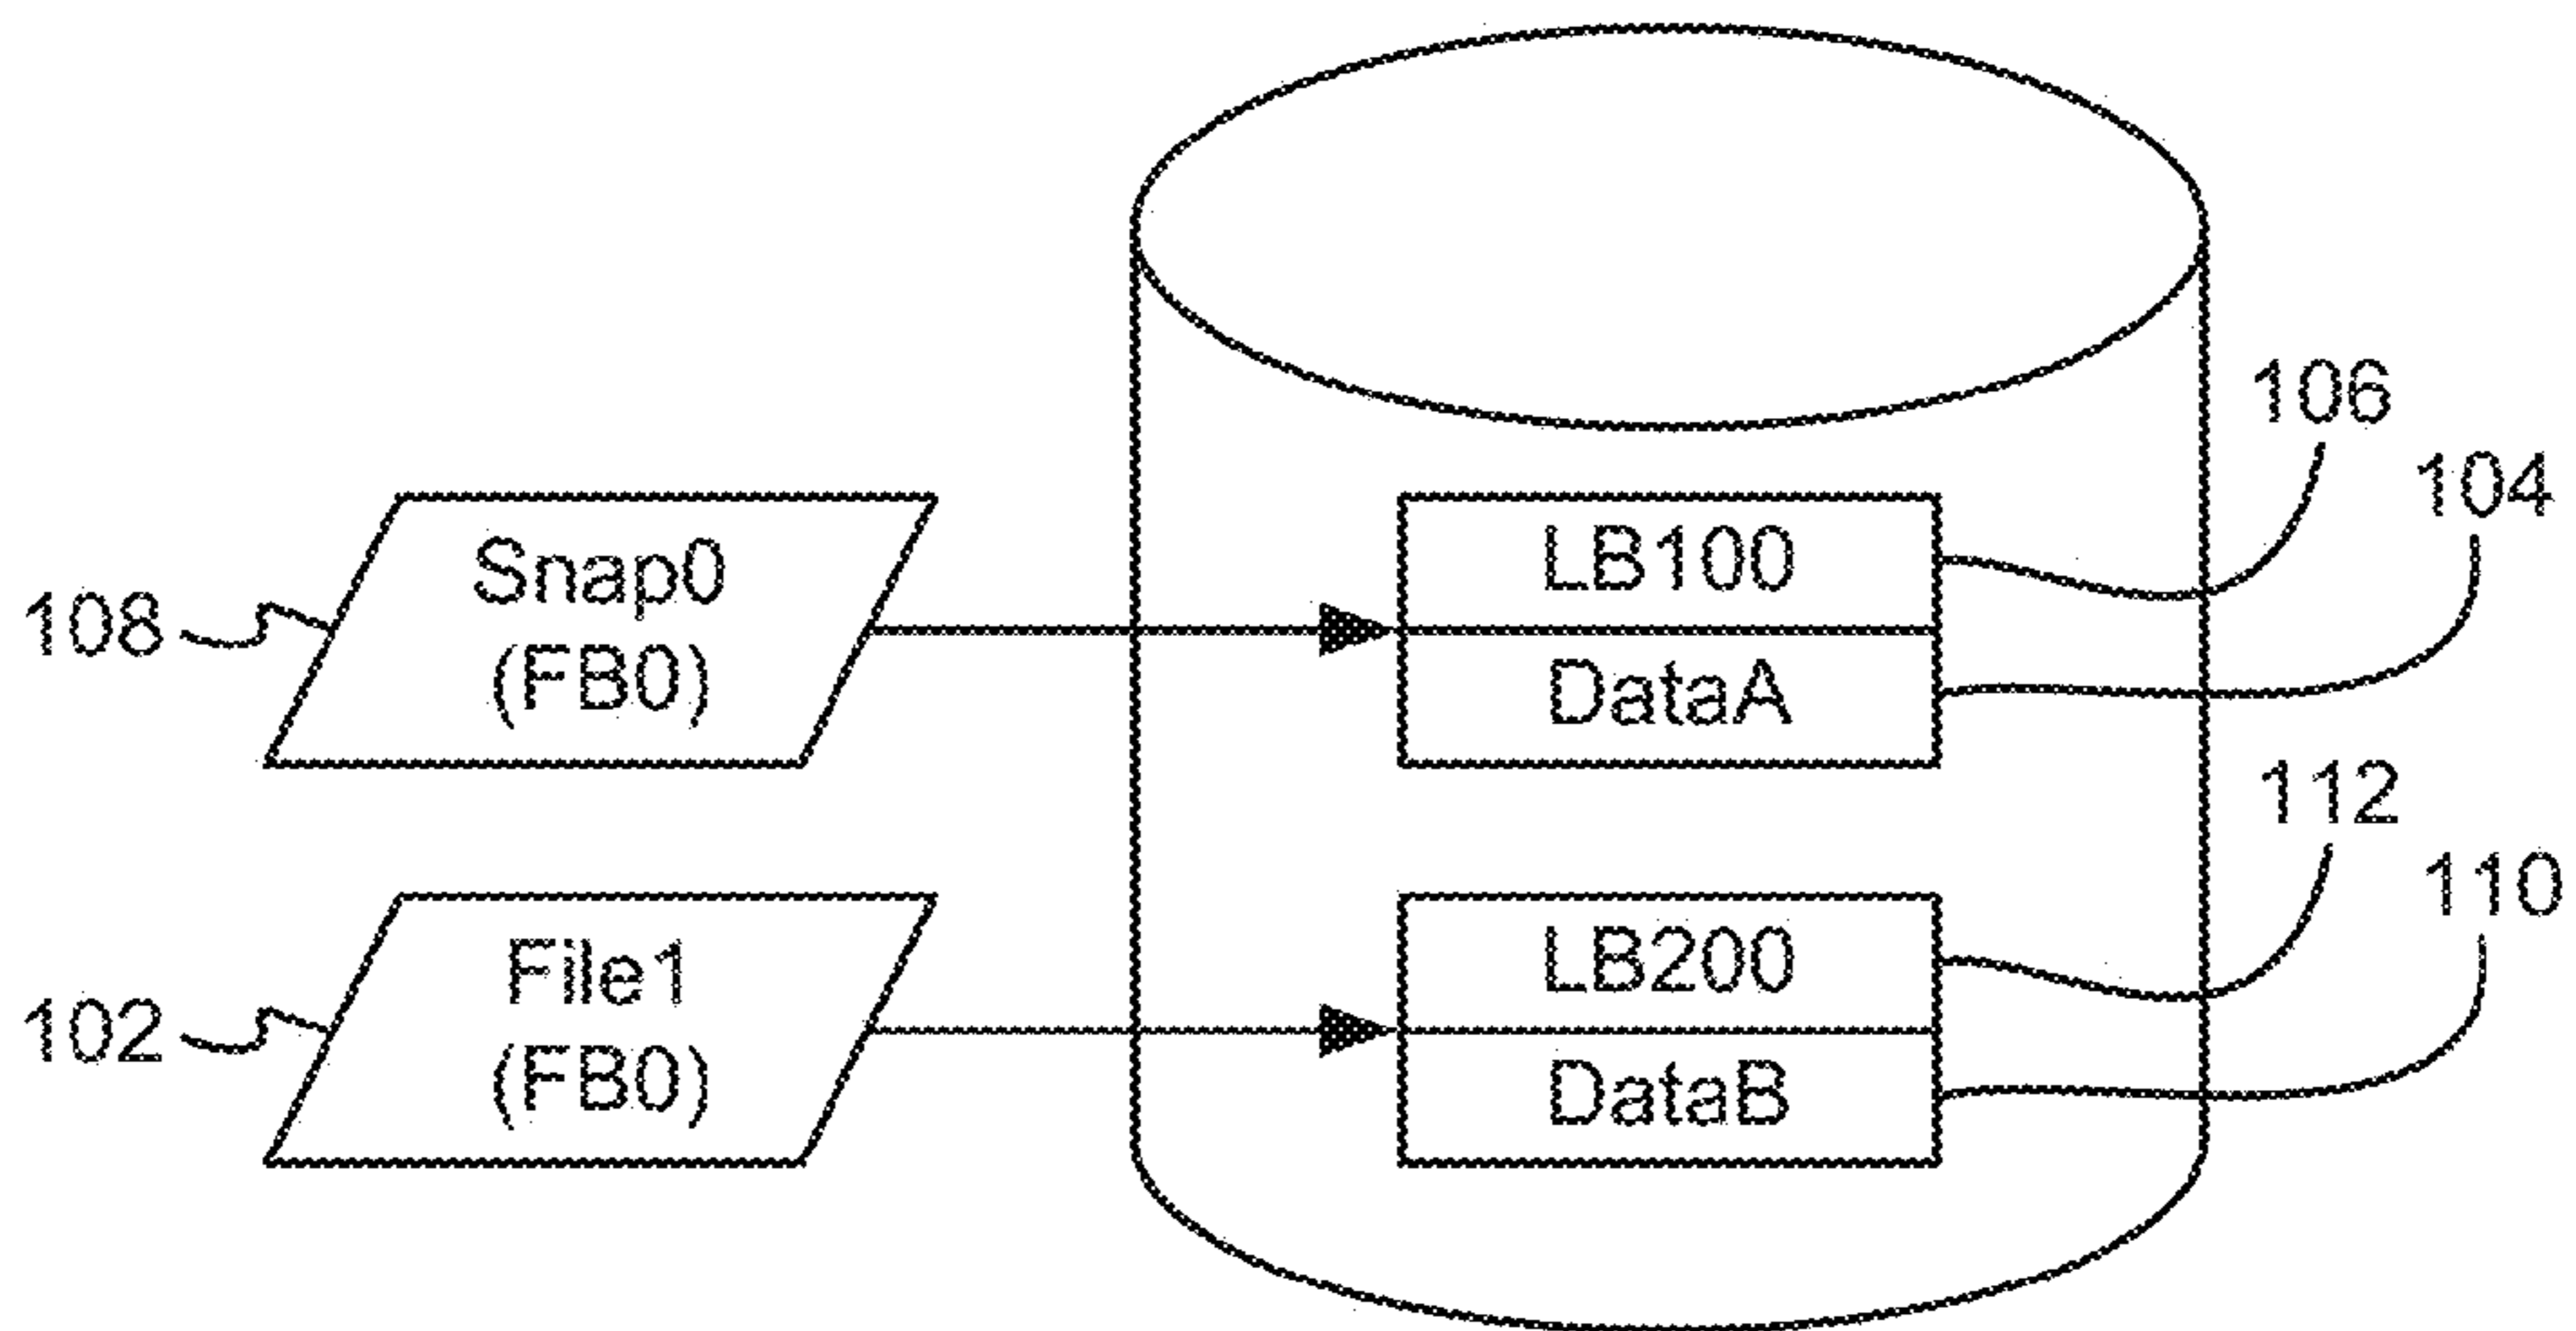 106
104
Snap0
(FB0)
108
LB100
DataA
112
110
File1
(FB0)
102
LB200
DataB